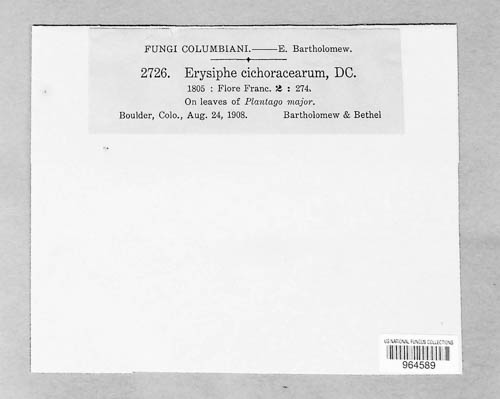 FUNGI COLUMBIANI.——E. Bartholomew.
2726. Erysiphe cichoracearum, DC.
1805 : Flore Franc. 2 : 274.
On leaves of Plantago major.
Boulder, Colo., Aug. 24, 1908. Bartholomew & Bethel
US NATIONAL FUNGUS COLLECTIONS
964589